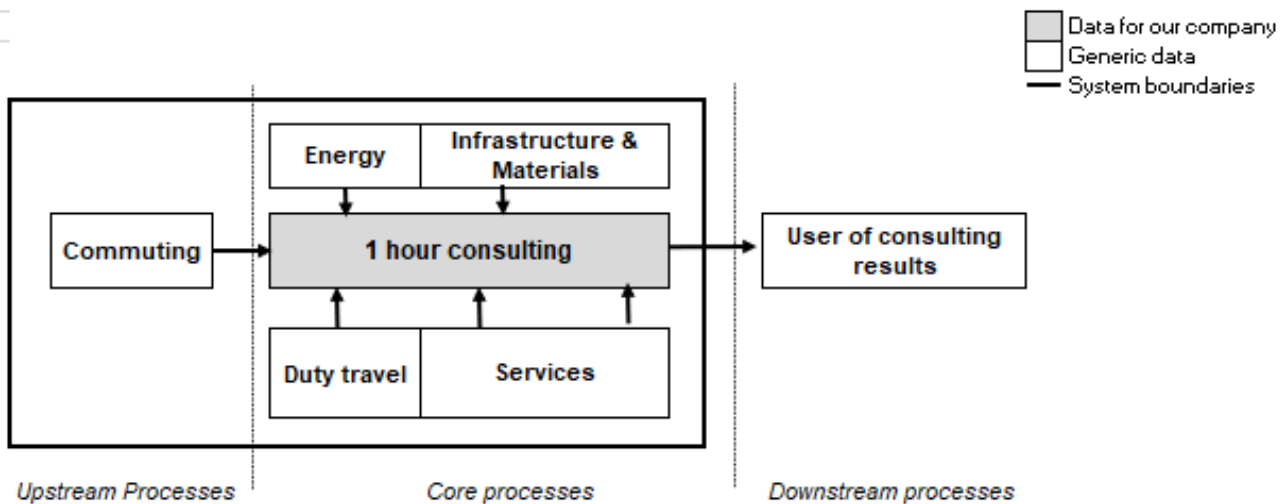 Data for our company
Generic data
System boundaries
Energy
Infrastructure &
Materials
Commuting
1 hour consulting
User of consulting
results
Duty travel
Services
Upstream Processes
Core processes
Downstream processes